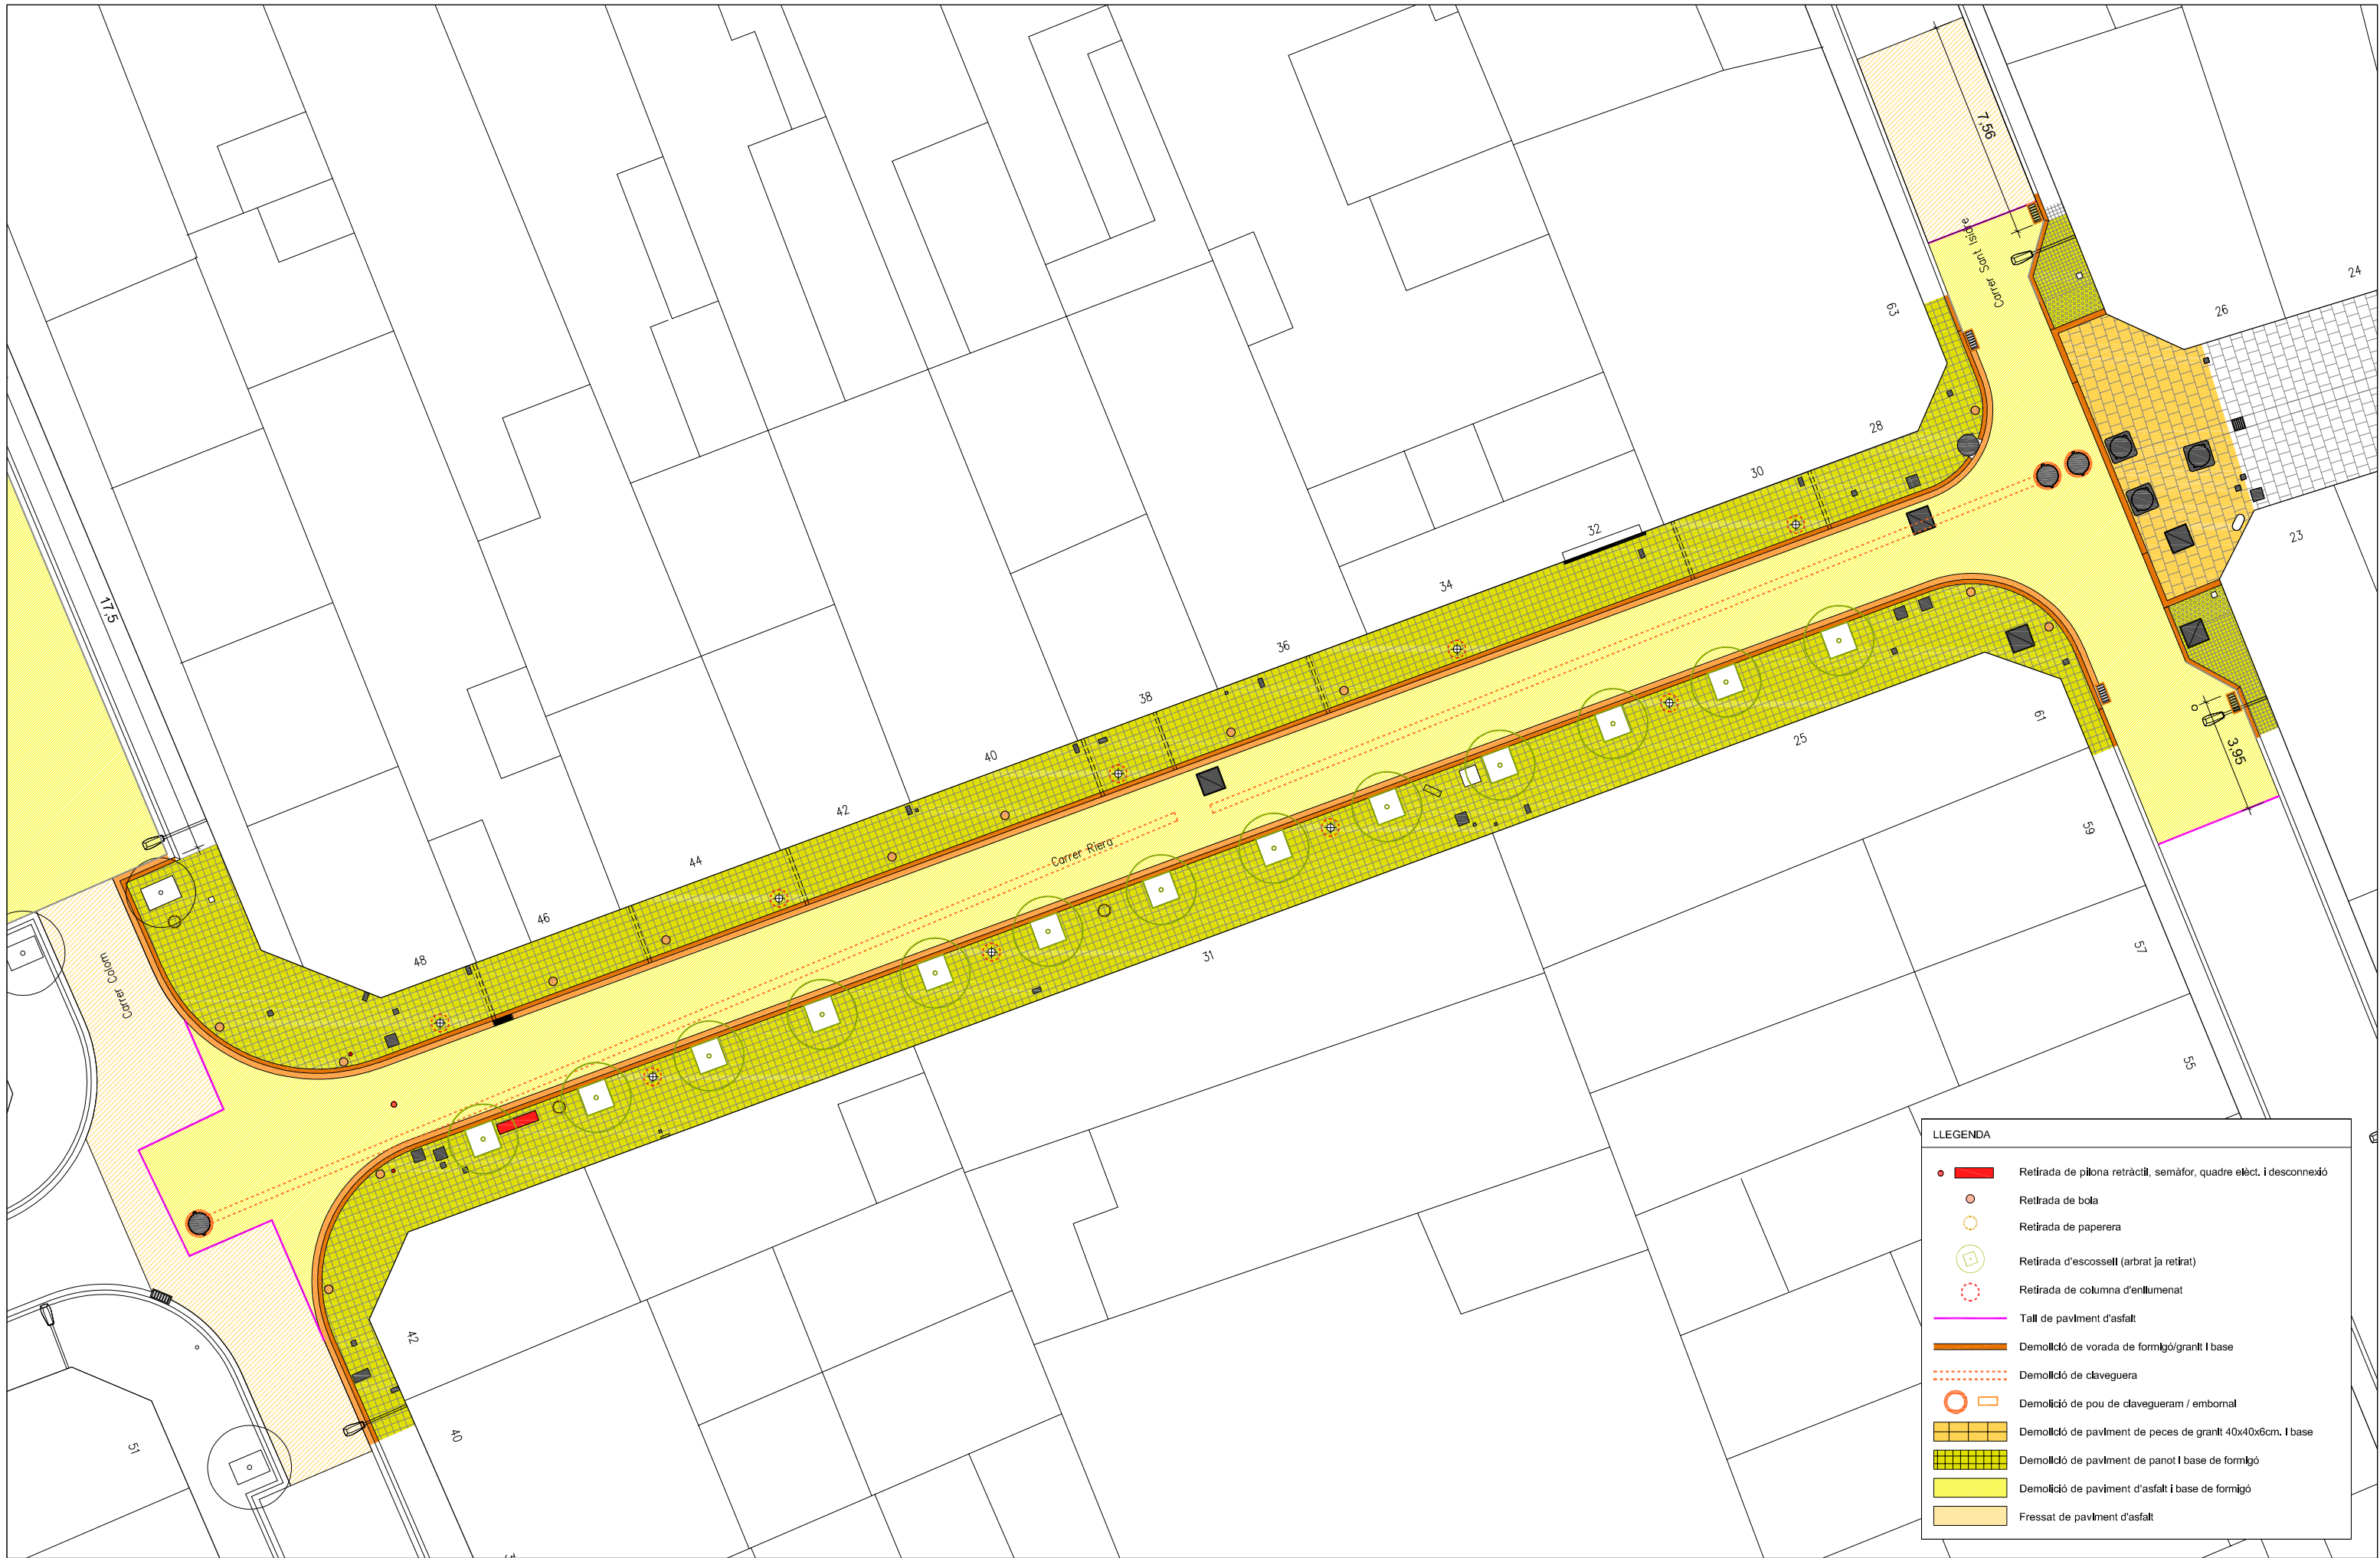 7,56
Carrer Sant Isidre
24
26
63
28
30
32
23
17,5
34
36
38
61
40
25
3,95
42
Carrer Riera
59
44
46
48
31
57
Carrer Colom
55
42
40
51
LLEGENDA
Retirada de pilona retràctil, semàfor, quadre elèct. i desconnexió
Retirada de bola
Retirada de paperera
Retirada d'escossell (arbrat ja retirat)
Retirada de columna d'enllumenat
Tall de paviment d'asfalt
Demolició de vorada de formigó/granit i base
Demolició de claveguera
Demolició de pou de clavegueram / embornal
Demolició de paviment de peces de granit 40x40x6cm. i base
Demolició de paviment de panot i base de formigó
Demolició de paviment d'asfalt i base de formigó
Fressat de paviment d'asfalt